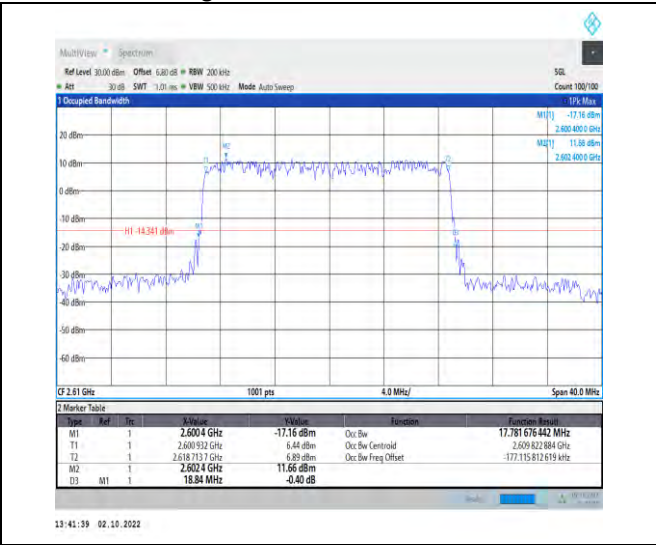 MultiView Spectrum
Ref Level 30.00 dBm Offset 6.80 dB RBW 200 kHz SGL
Att 30 dB SWT 1.01 ms VBW 500 kHz Mode Auto Sweep Count 100/100
1 Occupied Bandwidth 1Pk Max
M1[1] -17.16 dBm
2.600 400 0 GHz
20 dBm
M2[1] 11.66 dBm
2.602 400 0 GHz
M2
10 dBm
T1
T2
0 dBm
-10 dBm
M1
H1 -14.341 dBm
D3
-20 dBm
-30 dBm
-40 dBm
-50 dBm
-60 dBm
CF 2.61 GHz 1001 pts 4.0 MHz/ Span 40.0 MHz
2 Marker Table
Type Ref Trc X-Value Y-Value Function Function Result
M1 1 2.600 4 GHz -17.16 dBm Occ Bw 17.781 676 442 MHz
T1 1 2.600 932 GHz 6.44 dBm Occ Bw Centroid 2.609 822 884 GHz
T2 1 2.618 713 7 GHz 6.89 dBm Occ Bw Freq Offset -177.115 812 619 kHz
M2 1 2.602 4 GHz 11.66 dBm
D3 M1 1 18.84 MHz -0.40 dB
13:41:39 02.10.2022